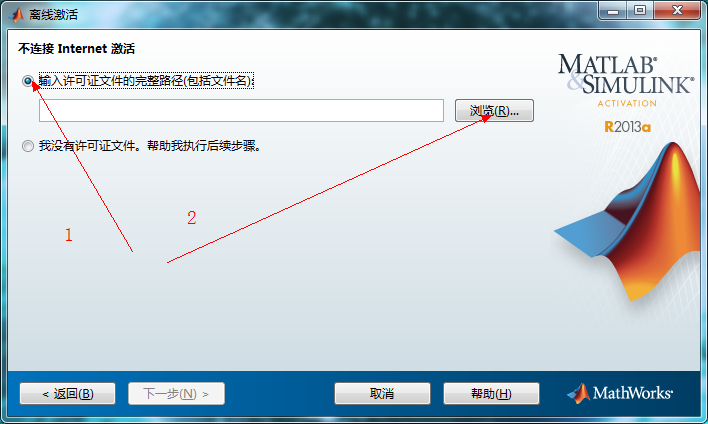 离线激活
不连接 Internet 激活
输入许可证文件的完整路径(包括文件名):
浏览(R)...
我没有许可证文件。帮助我执行后续步骤。
1
2
MATLAB®
&SIMULINK®
ACTIVATION
R2013a
< 返回(B)
下一步(N) >
取消
帮助(H)
MathWorks®